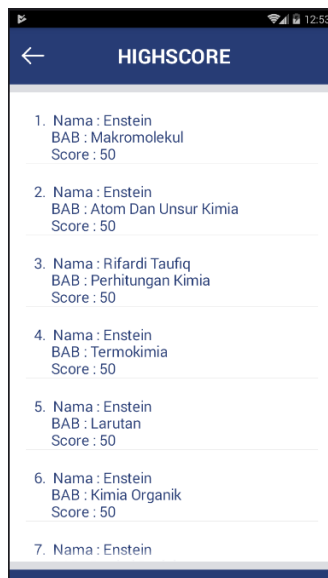 12:53
HIGHSCORE
1. Nama : Enstein
BAB : Makromolekul
Score : 50
2. Nama : Enstein
BAB : Atom Dan Unsur Kimia
Score : 50
3. Nama : Rifardi Taufiq
BAB : Perhitungan Kimia
Score : 50
4. Nama : Enstein
BAB : Termokimia
Score : 50
5. Nama : Enstein
BAB : Larutan
Score : 50
6. Nama : Enstein
BAB : Kimia Organik
Score : 50
7. Nama : Enstein